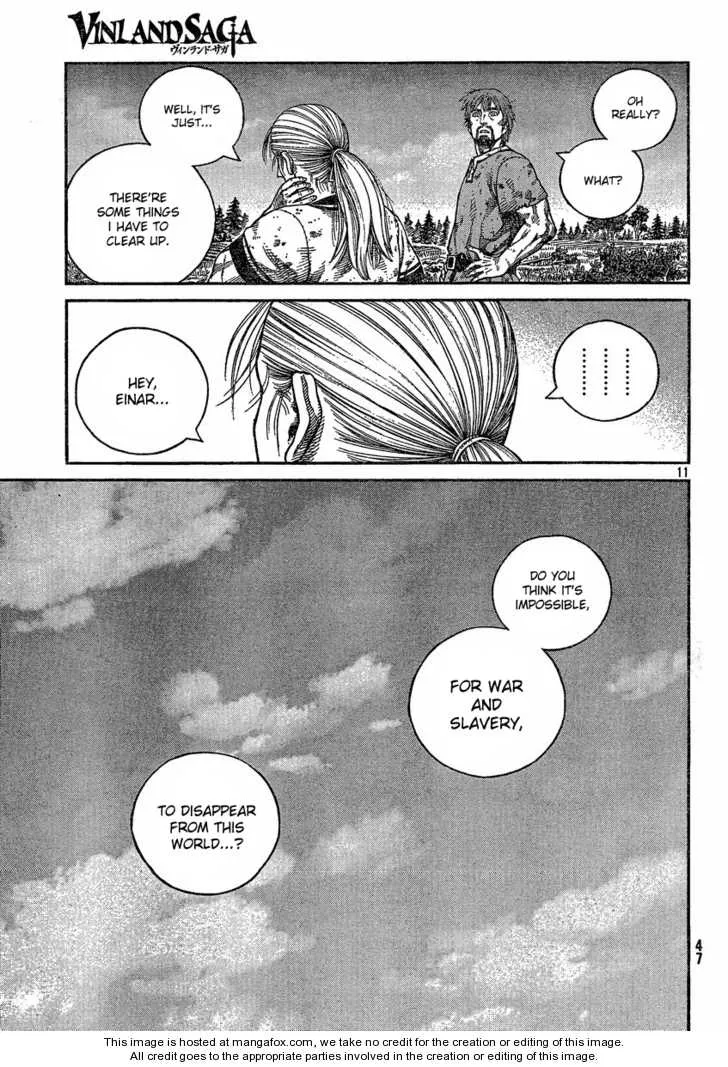 VINLAND SAGA
ヴィンランド・サガ
OH
REALLY?
WHAT?
WELL, IT'S
JUST...
THERE'RE
SOME THINGS
I HAVE TO
CLEAR UP.
⋮⋮⋮
HEY,
EINAR...
11
DO YOU
THINK IT'S
IMPOSSIBLE,
FOR WAR
AND
SLAVERY,
TO DISAPPEAR
FROM THIS
WORLD...?
47
This image is hosted at mangafox.com, we take no credit for the creation or editing of this image.
All credit goes to the appropriate parties involved in the creation or editing of this image.